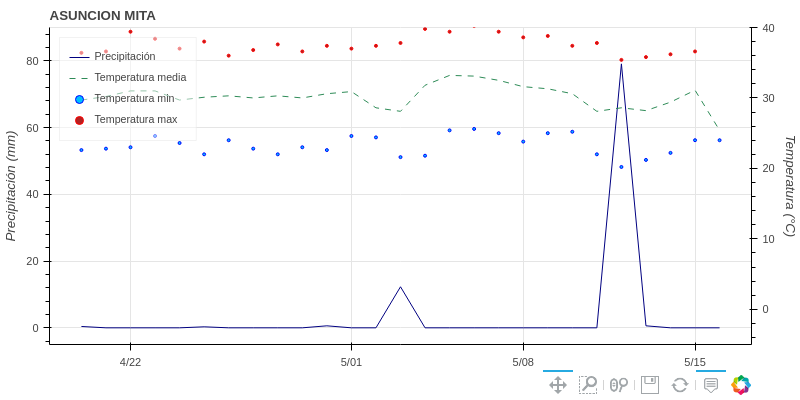 ASUNCION MITA
Precipitación
Temperatura media
Temperatura min
Temperatura max
Precipitación (mm)
80
60
40
20
0
Temperatura (°C)
40
30
20
10
0
4/22
5/01
5/08
5/15